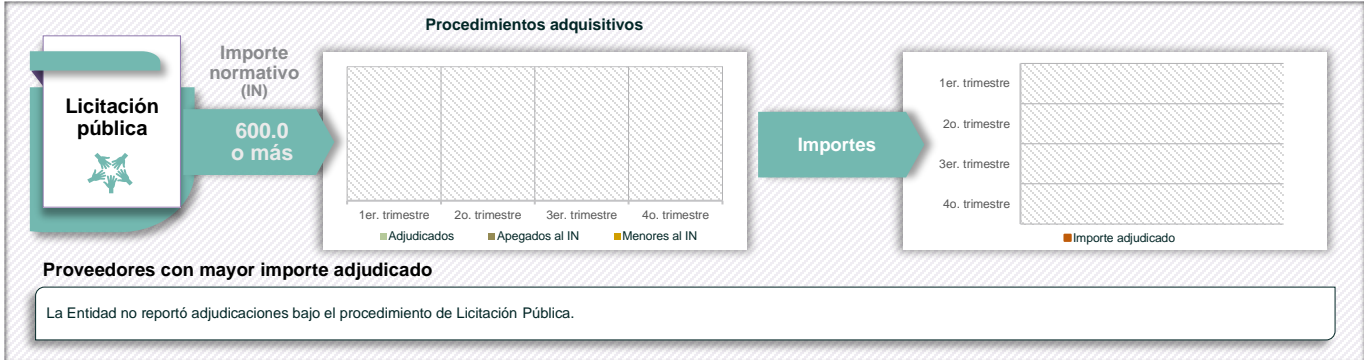 Procedimientos adquisitivos
Licitación
pública
Importe
normativo
(IN)
600.0
o más
1er. trimestre 2o. trimestre 3er. trimestre 4o. trimestre
Adjudicados Apegados al IN Menores al IN
Importes
1er. trimestre
2o. trimestre
3er. trimestre
4o. trimestre
Importe adjudicado
Proveedores con mayor importe adjudicado
La Entidad no reportó adjudicaciones bajo el procedimiento de Licitación Pública.